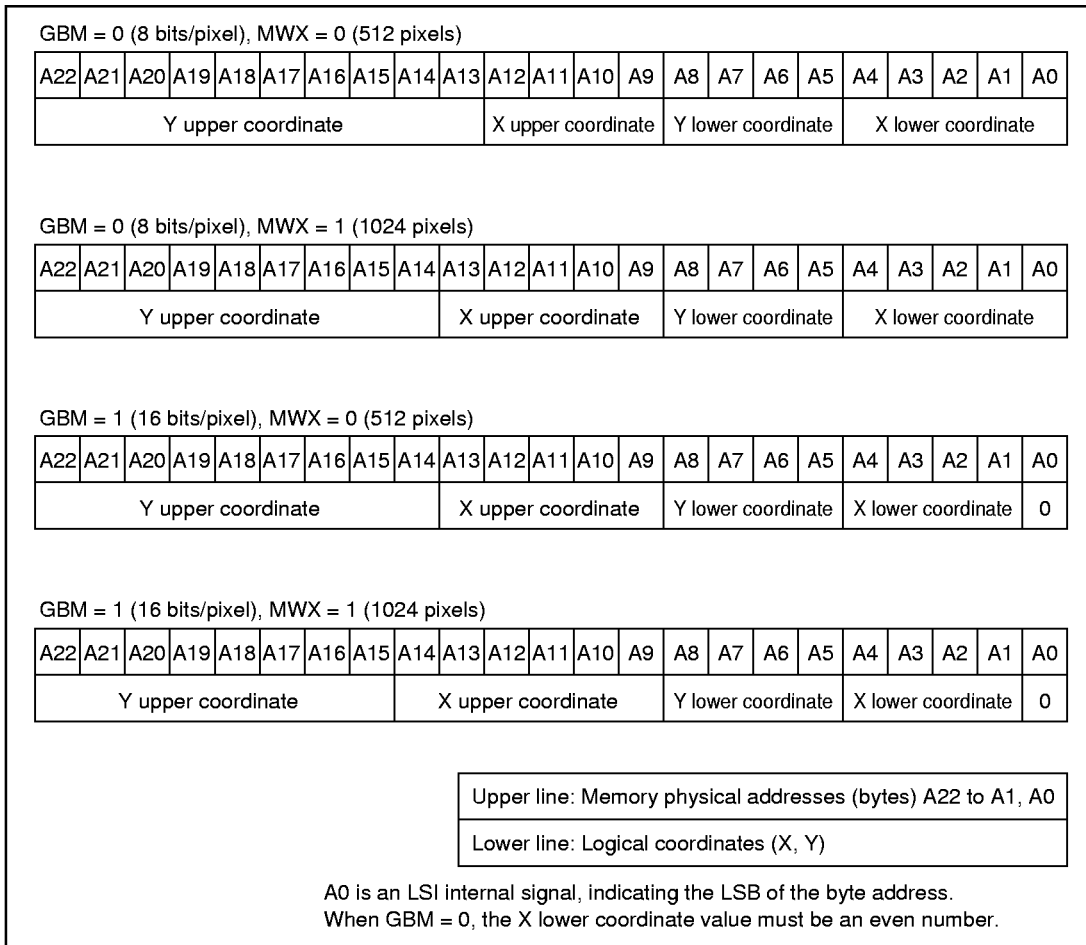 GBM = 0 (8 bits/pixel), MWX = 0 (512 pixels)
A22 A21 A20 A19 A18 A17 A16 A15 A14 A13 A12 A11 A10 A9 A8 A7 A6 A5 A4 A3 A2 A1 A0
Y upper coordinate X upper coordinate Y lower coordinate X lower coordinate
GBM = 0 (8 bits/pixel), MWX = 1 (1024 pixels)
A22 A21 A20 A19 A18 A17 A16 A15 A14 A13 A12 A11 A10 A9 A8 A7 A6 A5 A4 A3 A2 A1 A0
Y upper coordinate X upper coordinate Y lower coordinate X lower coordinate
GBM = 1 (16 bits/pixel), MWX = 0 (512 pixels)
A22 A21 A20 A19 A18 A17 A16 A15 A14 A13 A12 A11 A10 A9 A8 A7 A6 A5 A4 A3 A2 A1 A0
Y upper coordinate X upper coordinate Y lower coordinate X lower coordinate 0
GBM = 1 (16 bits/pixel), MWX = 1 (1024 pixels)
A22 A21 A20 A19 A18 A17 A16 A15 A14 A13 A12 A11 A10 A9 A8 A7 A6 A5 A4 A3 A2 A1 A0
Y upper coordinate X upper coordinate Y lower coordinate X lower coordinate 0
Upper line: Memory physical addresses (bytes) A22 to A1, A0
Lower line: Logical coordinates (X, Y)
A0 is an LSI internal signal, indicating the LSB of the byte address.
When GBM = 0, the X lower coordinate value must be an even number.